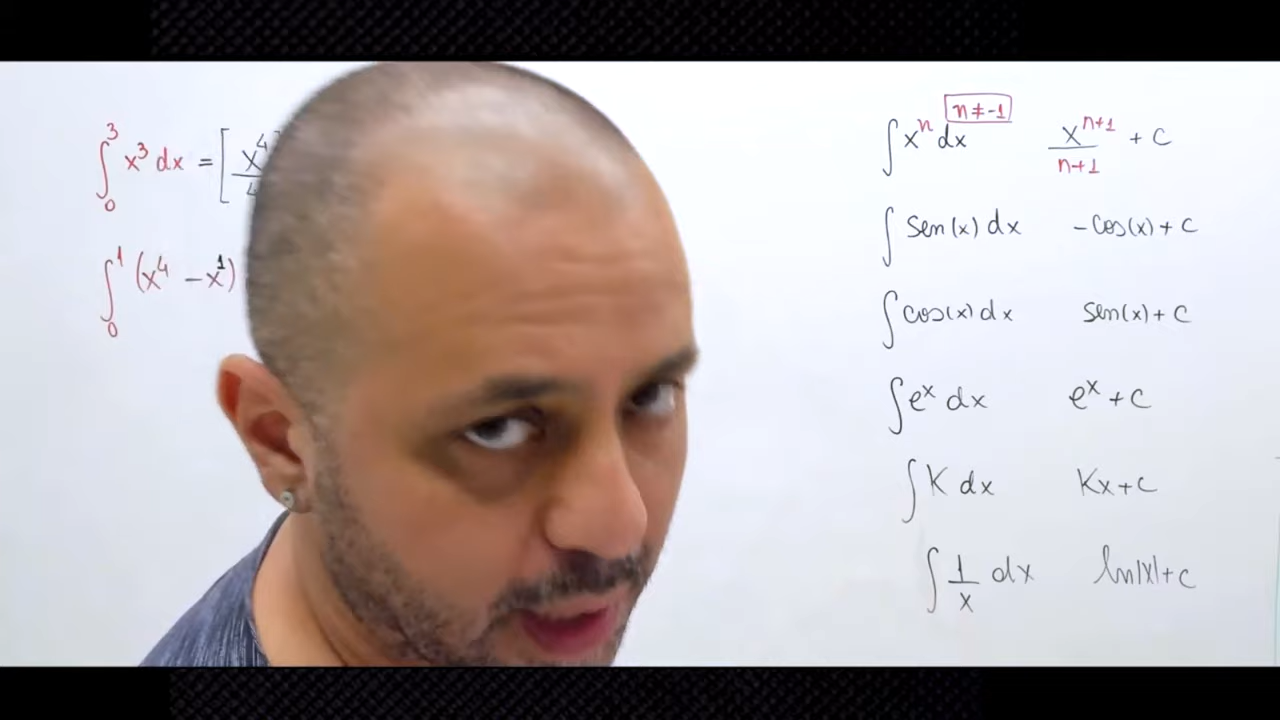 ∫₀³ x³ dx = [x⁴/4
∫₀¹ (x⁴ − x¹)
∫ xⁿ dx n≠-1 xⁿ⁺¹/n+1 + C
∫ sen(x) dx -cos(x) + C
∫ cos(x) dx sen(x) + C
∫ eˣ dx eˣ + C
∫ K dx Kx + C
∫ 1/x dx ln|x| + C